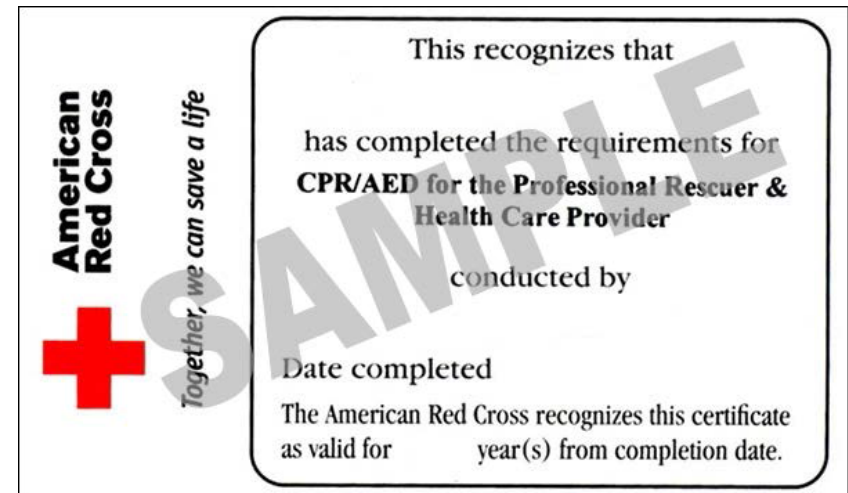 American
Red Cross
Together, we can save a life
This recognizes that
has completed the requirements for
CPR/AED for the Professional Rescuer &
Health Care Provider
conducted by
Date completed
The American Red Cross recognizes this certificate
as valid for year(s) from completion date.
SAMPLE